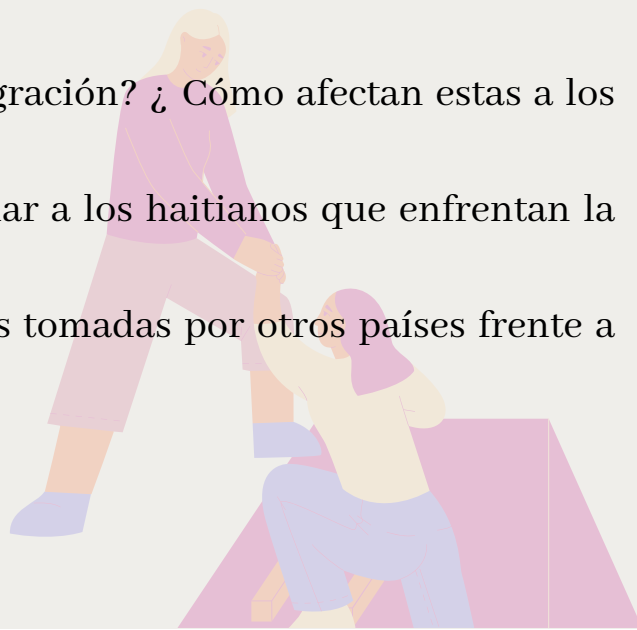 gración? ¿ Cómo afectan estas a los
ar a los haitianos que enfrentan la
s tomadas por otros países frente a